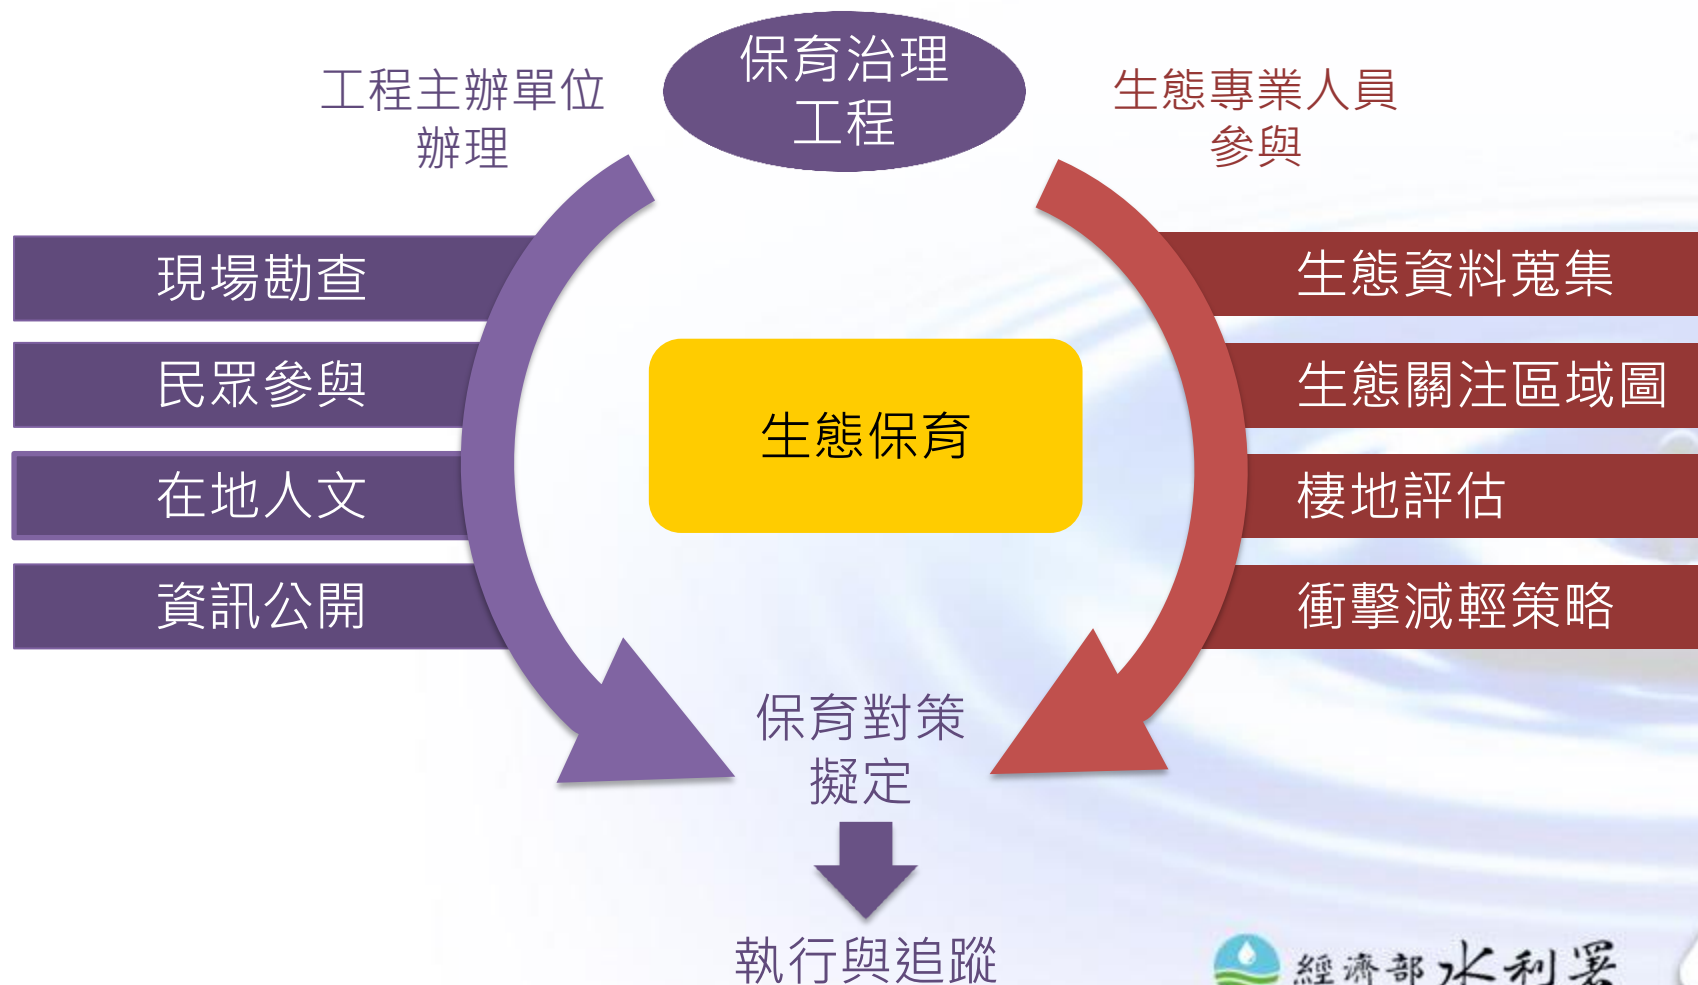 保育治理
工程
工程主辦單位
辦理
生態專業人員
參與
現場勘查
民眾參與
在地人文
資訊公開
生態保育
生態資料蒐集
生態關注區域圖
棲地評估
衝擊減輕策略
保育對策
擬定
執行與追蹤
經濟部水利署